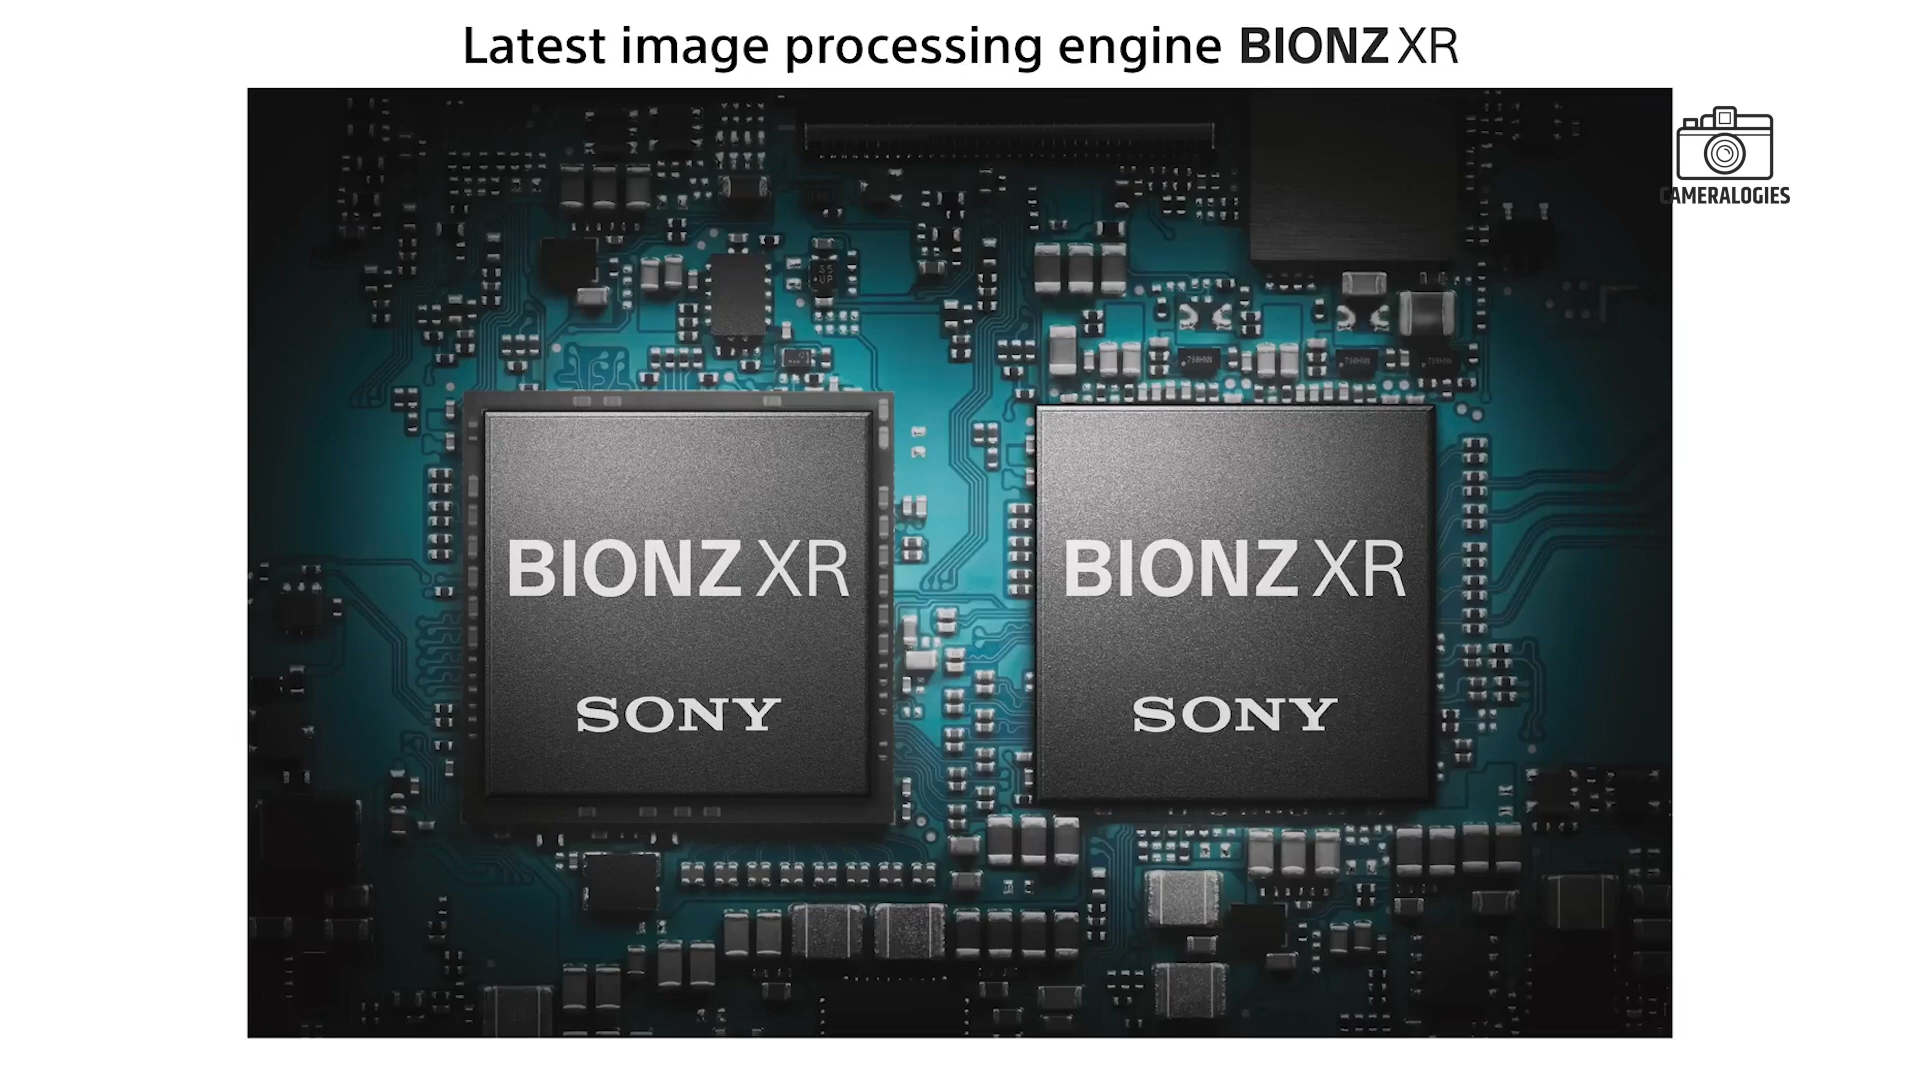 Latest image processing engine BIONZ XR
CAMERALOGIES
BIONZ XR
SONY
BIONZ XR
SONY